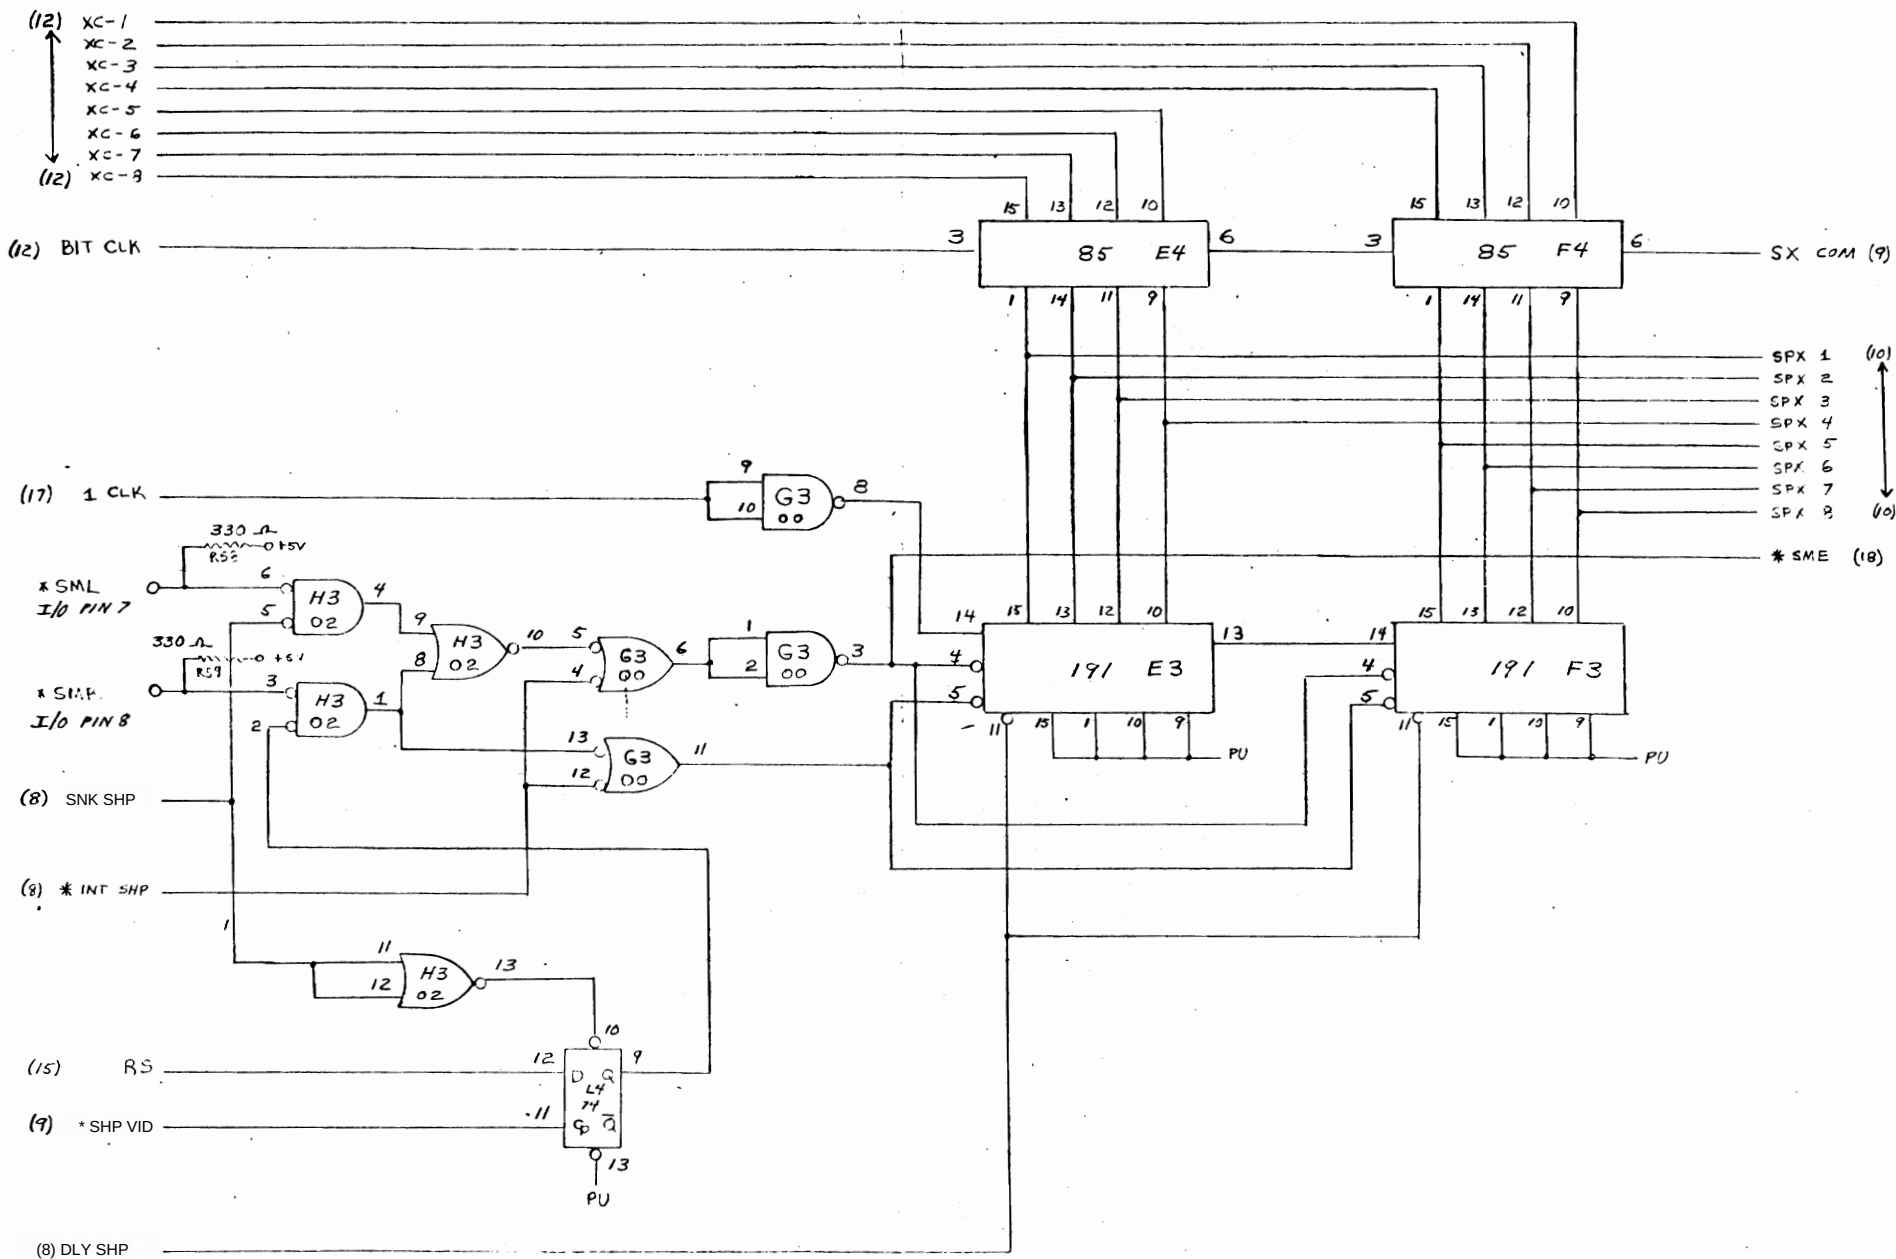 (12) XC-1
XC-2
XC-3
XC-4
XC-5
XC-6
XC-7
(12) XC-8
15 13 12 10 15 13 12 10
(12) BIT CLK 3 85 E4 6 3 85 F4 6 SX COM (9)
1 14 11 9 1 14 11 9
SPX 1 (10)
SPX 2
SPX 3
SPX 4
SPX 5
SPX 6
SPX 7
SPX 8 (10)
9 8
(17) 1 CLK G3
10 00
330 Ω
+5V
R58
* SME (18)
* SML 6 H3 4
I/O PIN 7 5 02
9 H3 10
8 02
5 G3 6
4 00
1 G3 3
2 00
14 15 13 12 10 13
4 191 E3
5
11 15 1 10 9
PU
14 15 13 12 10
4 191 F3
5
11 15 1 10 9
PU
330 Ω
+5V
R59
3 H3 1
I/O PIN 8 2 02
13 G3 11
12 00
(8) SNK SHP
(8) * INT SHP
11 H3 13
12 02
10
(15) RS 12 D Q 9
L4
74
(9) * SHP VID 11 CP Q̅
13
PU
(8) DLY SHP